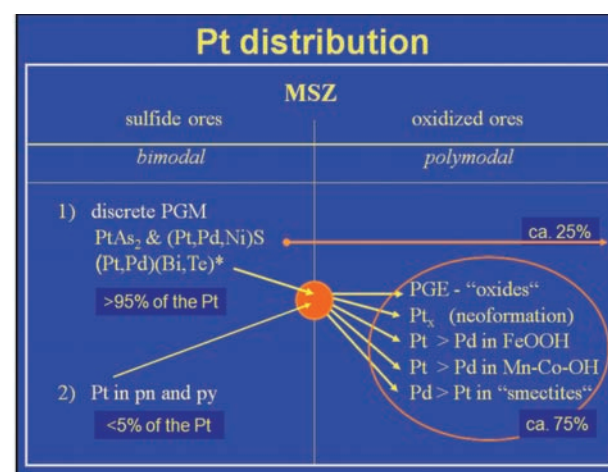 Pt distribution
MSZ
sulfide ores
oxidized ores
bimodal
polymodal
1) discrete PGM
PtAs₂ & (Pt,Pd,Ni)S
(Pt,Pd)(Bi,Te)*
>95% of the Pt
2) Pt in pn and py
<5% of the Pt
ca. 25%
PGE - “oxides“
Ptₓ (neoformation)
Pt > Pd in FeOOH
Pt > Pd in Mn-Co-OH
Pd > Pt in “smectites“
ca. 75%